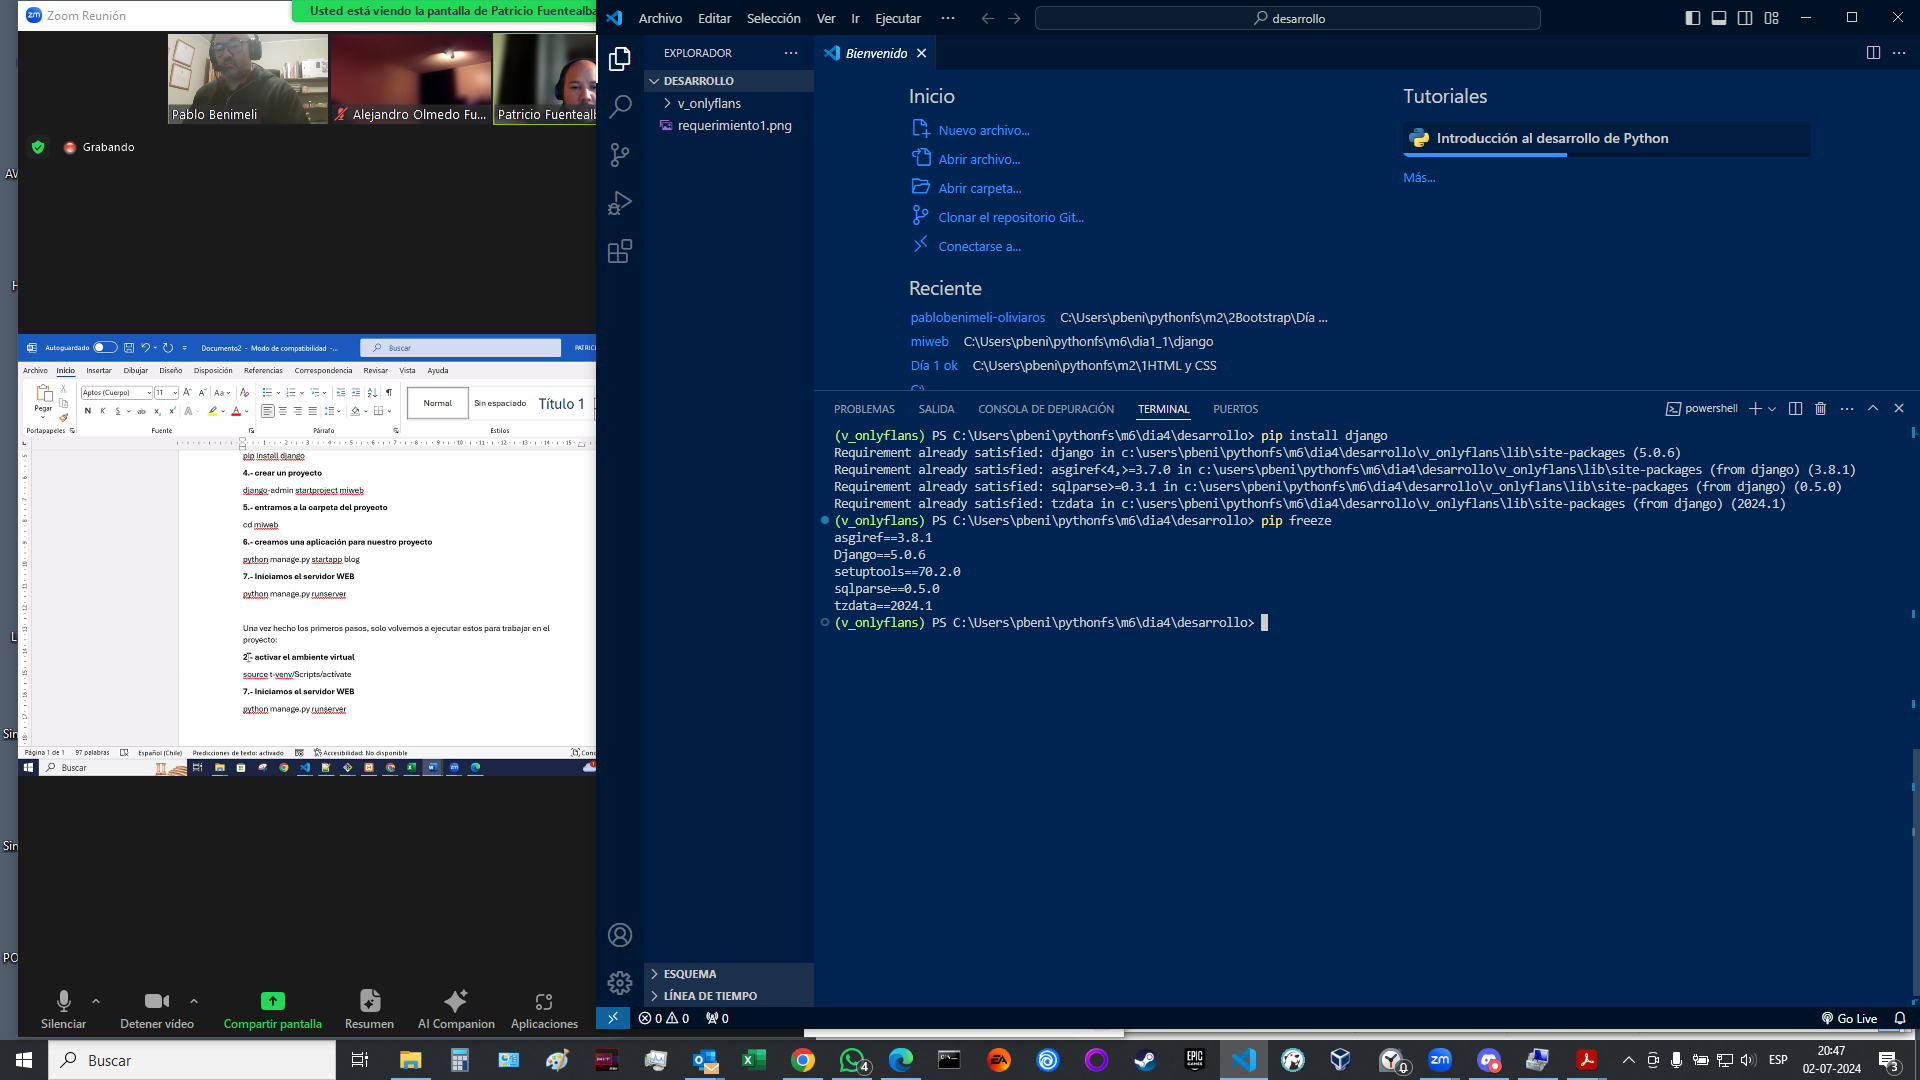 Zoom Reunión
Usted está viendo la pantalla de Patricio Fuentealba
Pablo Benimeli
Alejandro Olmedo Fu...
Patricio Fuentealb
Grabando
Autoguardado
Documento2 - Modo de compatibilidad -...
Buscar
PATRIC
Archivo Inicio Insertar Dibujar Diseño Disposición Referencias Correspondencia Revisar Vista Ayuda
Pegar
Aptos (Cuerpo)
11
Normal
Sin espaciado
Título 1
Portapapeles
Fuente
Párrafo
Estilos
pip install django
4.- crear un proyecto
django-admin startproject miweb
5.- entramos a la carpeta del proyecto
cd miweb
6.- creamos una aplicación para nuestro proyecto
python manage.py startapp blog
7.- Iniciamos el servidor WEB
python manage.py runserver
Una vez hecho los primeros pasos, solo volvemos a ejecutar estos para trabajar en el
proyecto:
2.- activar el ambiente virtual
source t-venv/Scripts/activate
7.- Iniciamos el servidor WEB
python manage.py runserver
Página 1 de 1
97 palabras
Español (Chile)
Predicciones de texto: activado
Accesibilidad: No disponible
Conc
Buscar
Silenciar
Detener vídeo
Compartir pantalla
Resumen
AI Companion
Aplicaciones
Archivo Editar Selección Ver Ir Ejecutar ···
desarrollo
EXPLORADOR
DESARROLLO
v_onlyflans
requerimiento1.png
ESQUEMA
LÍNEA DE TIEMPO
Bienvenido
Inicio
Nuevo archivo...
Abrir archivo...
Abrir carpeta...
Clonar el repositorio Git...
Conectarse a...
Reciente
pablobenimeli-oliviaros C:\Users\pbeni\pythonfs\m2\2Bootstrap\Día ...
miweb C:\Users\pbeni\pythonfs\m6\dia1_1\django
Día 1 ok C:\Users\pbeni\pythonfs\m2\1HTML y CSS
Tutoriales
Introducción al desarrollo de Python
Más...
PROBLEMAS SALIDA CONSOLA DE DEPURACIÓN TERMINAL PUERTOS
powershell
(v_onlyflans) PS C:\Users\pbeni\pythonfs\m6\dia4\desarrollo> pip install django
Requirement already satisfied: django in c:\users\pbeni\pythonfs\m6\dia4\desarrollo\v_onlyflans\lib\site-packages (5.0.6)
Requirement already satisfied: asgiref<4,>=3.7.0 in c:\users\pbeni\pythonfs\m6\dia4\desarrollo\v_onlyflans\lib\site-packages (from django) (3.8.1)
Requirement already satisfied: sqlparse>=0.3.1 in c:\users\pbeni\pythonfs\m6\dia4\desarrollo\v_onlyflans\lib\site-packages (from django) (0.5.0)
Requirement already satisfied: tzdata in c:\users\pbeni\pythonfs\m6\dia4\desarrollo\v_onlyflans\lib\site-packages (from django) (2024.1)
(v_onlyflans) PS C:\Users\pbeni\pythonfs\m6\dia4\desarrollo> pip freeze
asgiref==3.8.1
Django==5.0.6
setuptools==70.2.0
sqlparse==0.5.0
tzdata==2024.1
(v_onlyflans) PS C:\Users\pbeni\pythonfs\m6\dia4\desarrollo>
0 0 0
Go Live
Buscar
ESP
20:47
02-07-2024